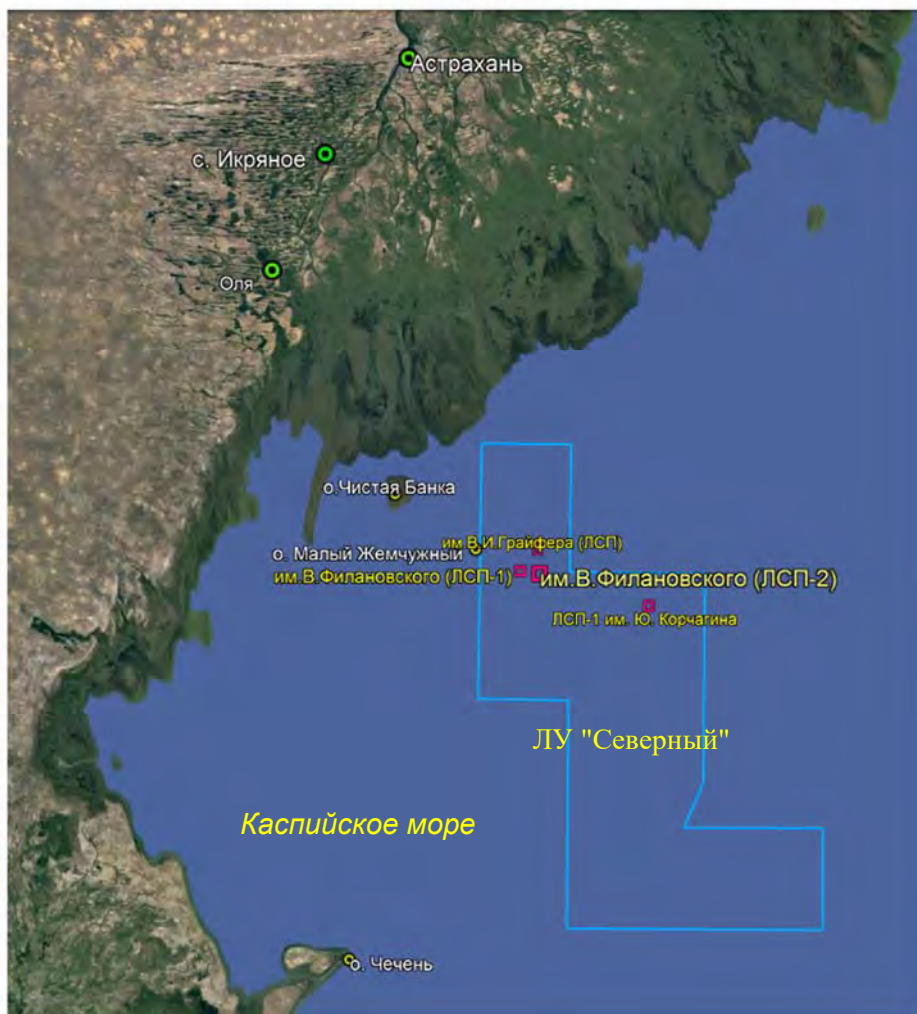 Астрахань
с. Икряное
Оля
о.Чистая Банка
им.В.И.Грайфера (ЛСП)
о. Малый Жемчужный
им.В.Филановского (ЛСП-1)
им.В.Филановского (ЛСП-2)
ЛСП-1 им. Ю. Корчагина
ЛУ "Северный"
Каспийское море
о. Чечень